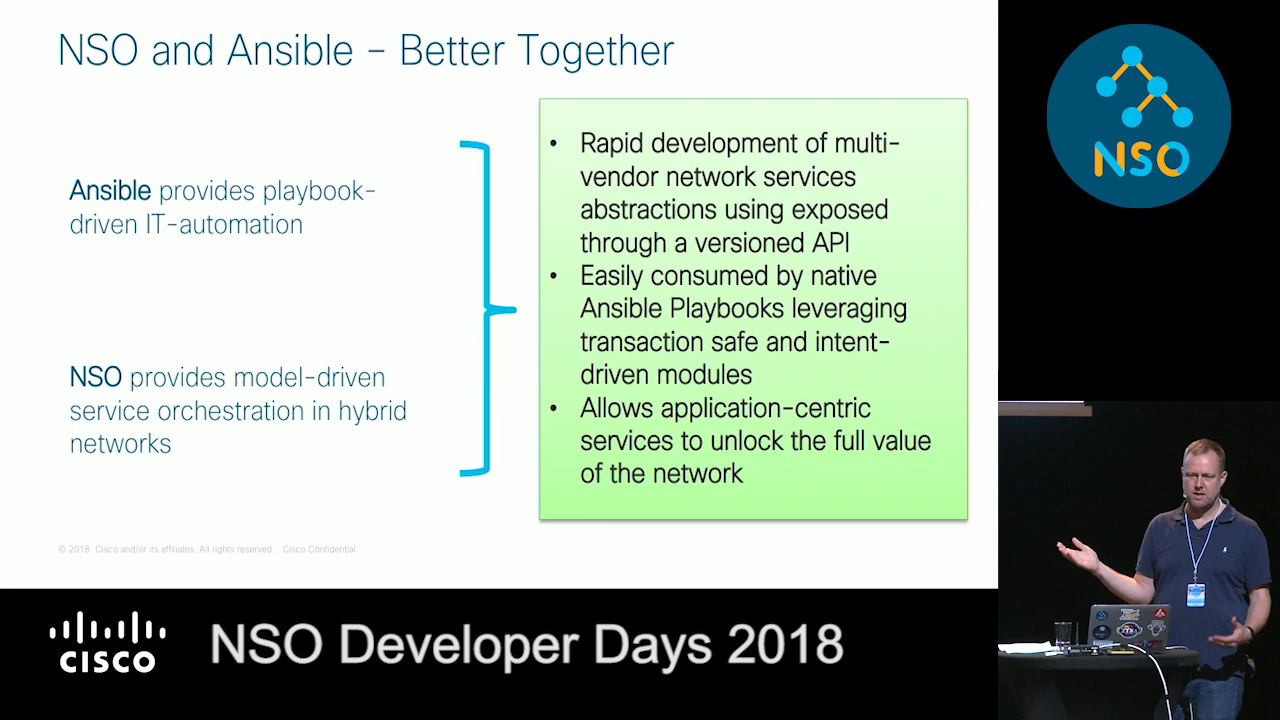 NSO and Ansible – Better Together
Ansible provides playbook-
driven IT-automation
NSO provides model-driven
service orchestration in hybrid
networks
• Rapid development of multi-
vendor network services
abstractions using exposed
through a versioned API
• Easily consumed by native
Ansible Playbooks leveraging
transaction safe and intent-
driven modules
• Allows application-centric
services to unlock the full value
of the network
© 2018 Cisco and/or its affiliates. All rights reserved. Cisco Confidential
NSO
CISCO
NSO Developer Days 2018